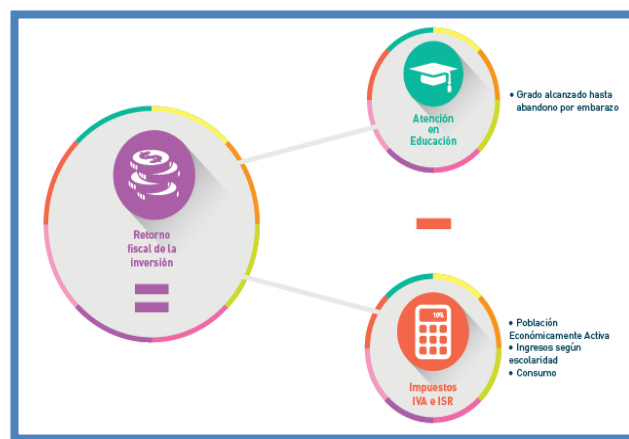 Retorno
fiscal de la
inversión
=
Atención
en
Educación
• Grado alcanzado hasta
abandono por embarazo
-
10%
Impuestos
IVA e ISR
• Población
Económicamente Activa
• Ingresos según
escolaridad
• Consumo